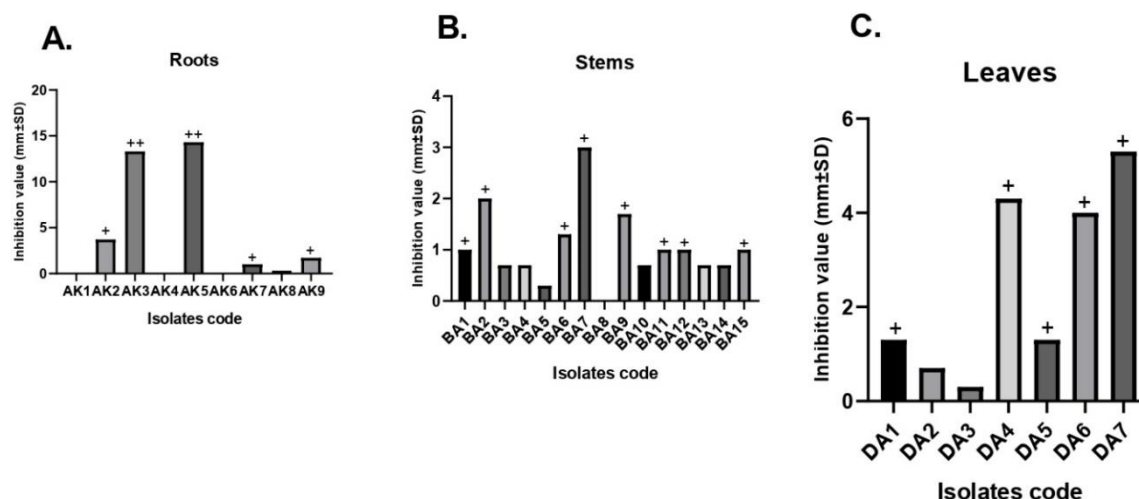 A.
Roots
Inhibition value (mm±SD)
20
15
10
5
0
+
++
++
+
+
AK1 AK2 AK3 AK4 AK5 AK6 AK7 AK8 AK9
Isolates code
B.
Stems
Inhibition value (mm±SD)
4
3
2
1
0
+
+
+
+
+
+
+
+
BA1 BA2 BA3 BA4 BA5 BA6 BA7 BA8 BA9 BA10 BA11 BA12 BA13 BA14 BA15
Isolates code
C.
Leaves
Inhibition value (mm±SD)
6
4
2
0
+
+
+
+
+
DA1 DA2 DA3 DA4 DA5 DA6 DA7
Isolates code